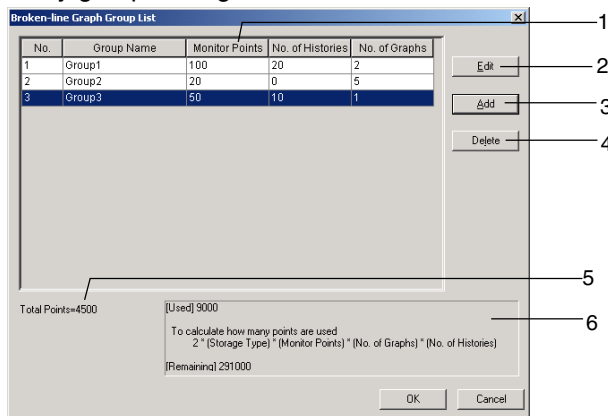 Broken-line Graph Group List
1
No. Group Name Monitor Points No. of Histories No. of Graphs
1 Group1 100 20 2
2 Group2 20 0 5
3 Group3 50 10 1
Edit 2
Add 3
Delete 4
5
Total Points=4500
[Used] 9000
6
To calculate how many points are used
2 * (Storage Type) * (Monitor Points) * (No. of Graphs) * (No. of Histories)
[Remaining] 291000
OK Cancel